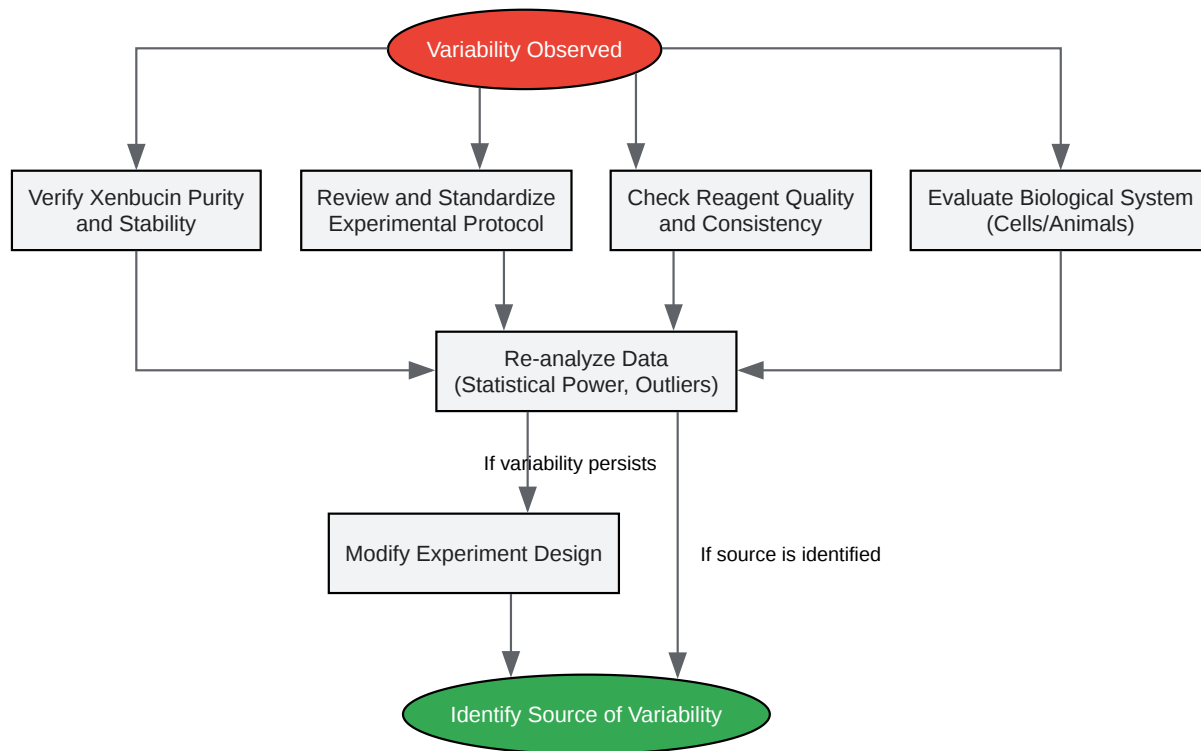 Variability Observed
Verify Xenbucin Purity
and Stability
Review and Standardize
Experimental Protocol
Check Reagent Quality
and Consistency
Evaluate Biological System
(Cells/Animals)
Re-analyze Data
(Statistical Power, Outliers)
If variability persists
Modify Experiment Design
If source is identified
Identify Source of Variability